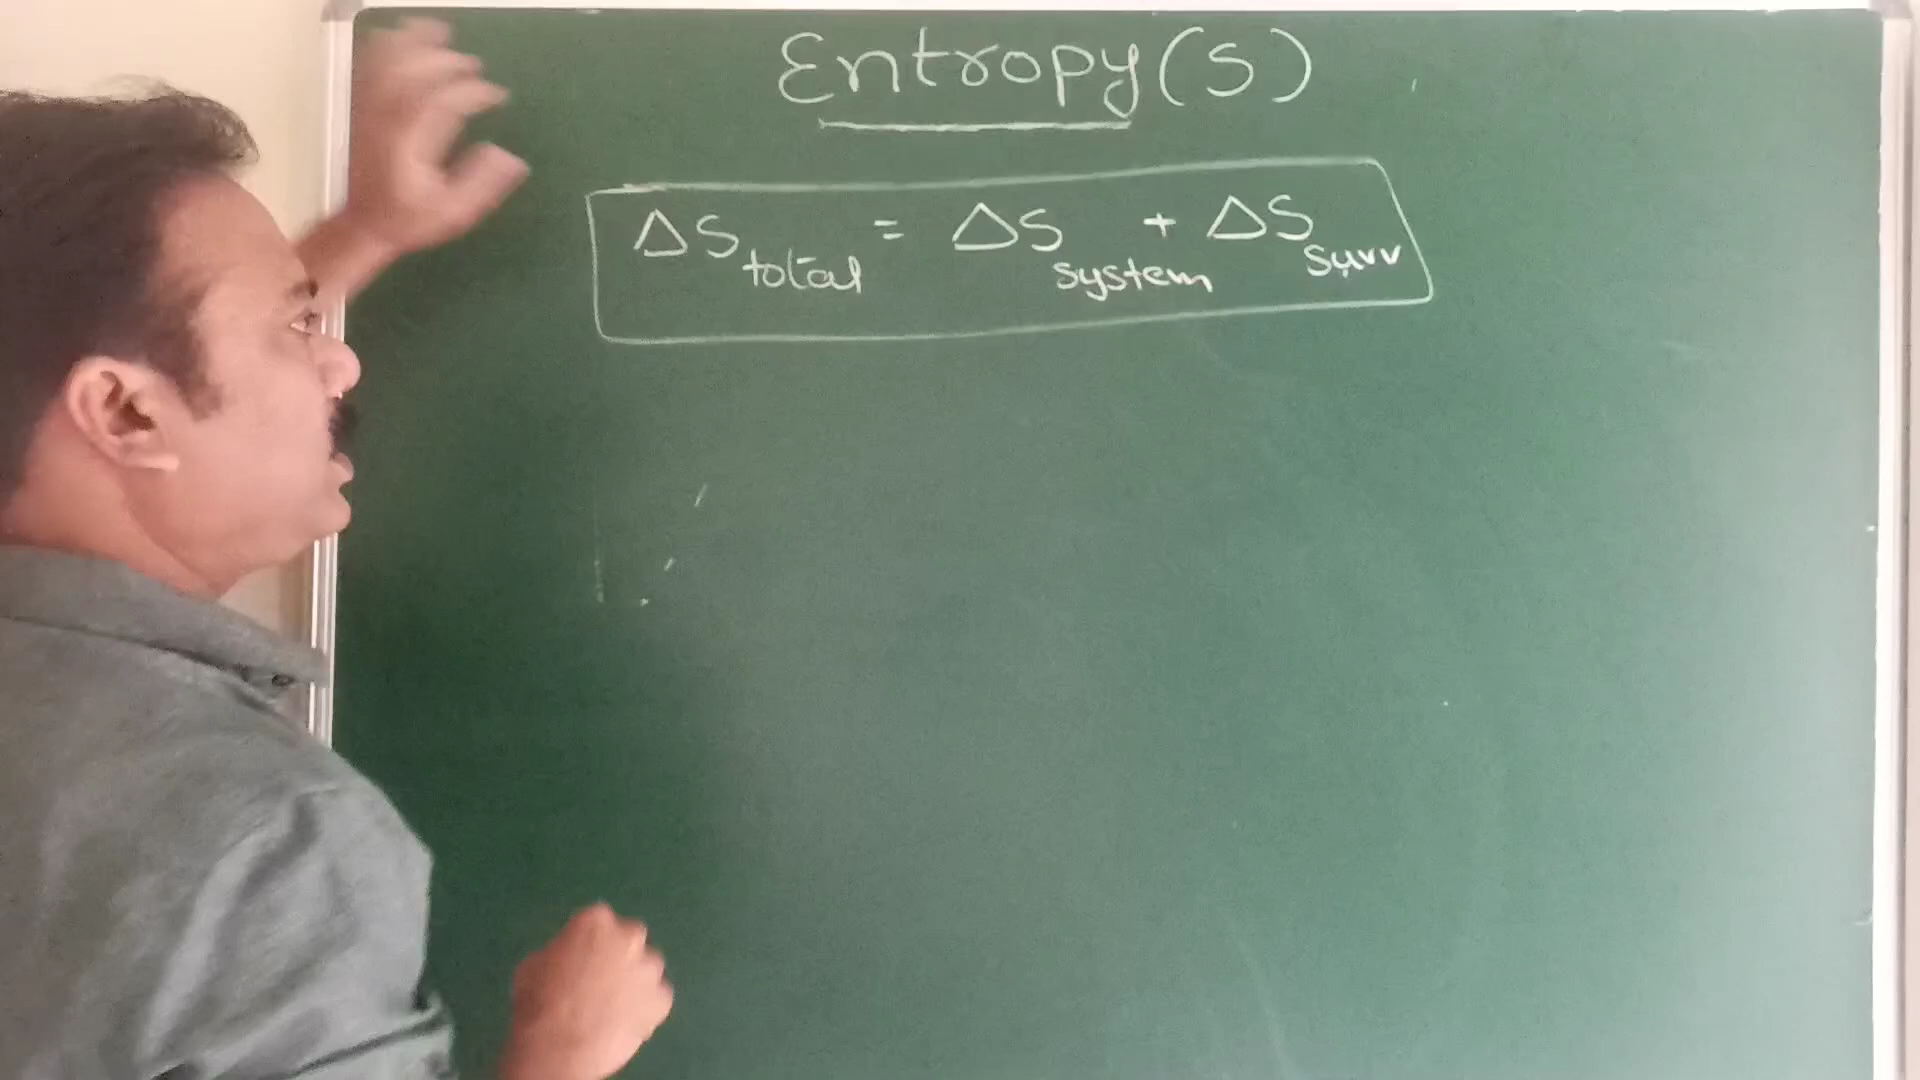 Entropy(S)
ΔS total = ΔS system + ΔS surr